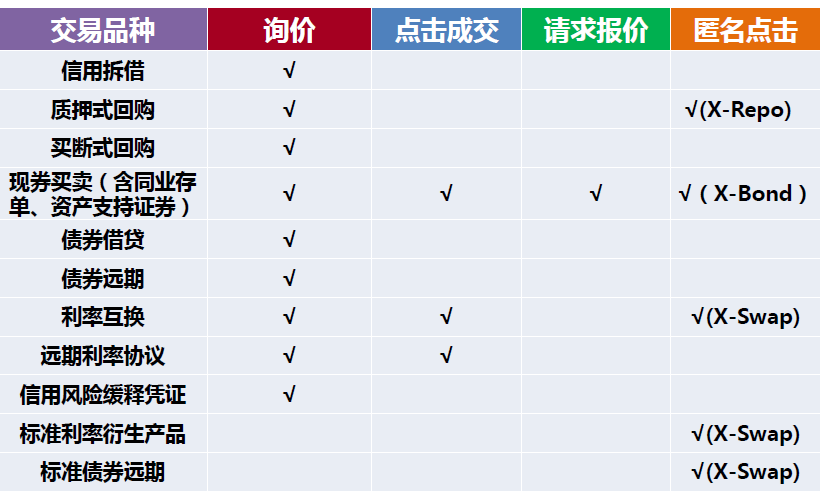 交易品种 询价 点击成交 请求报价 匿名点击
信用拆借 √
质押式回购 √ √(X-Repo)
买断式回购 √
现券买卖（含同业存
单、资产支持证券） √ √ √ √（X-Bond）
债券借贷 √
债券远期 √
利率互换 √ √ √(X-Swap)
远期利率协议 √ √
信用风险缓释凭证 √
标准利率衍生产品 √(X-Swap)
标准债券远期 √(X-Swap)